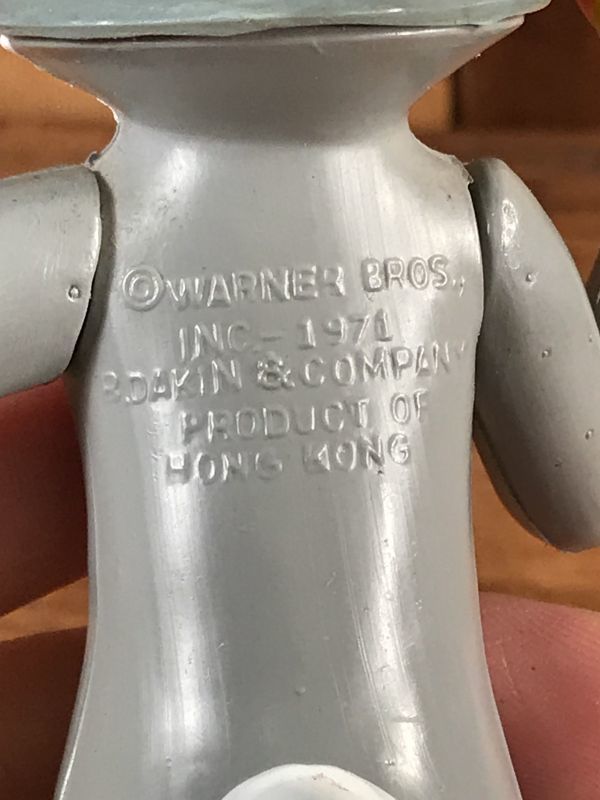 ©WARNER BROS.,
INC-1971
R.DAKIN & COMPANY
PRODUCT OF
HONG KONG